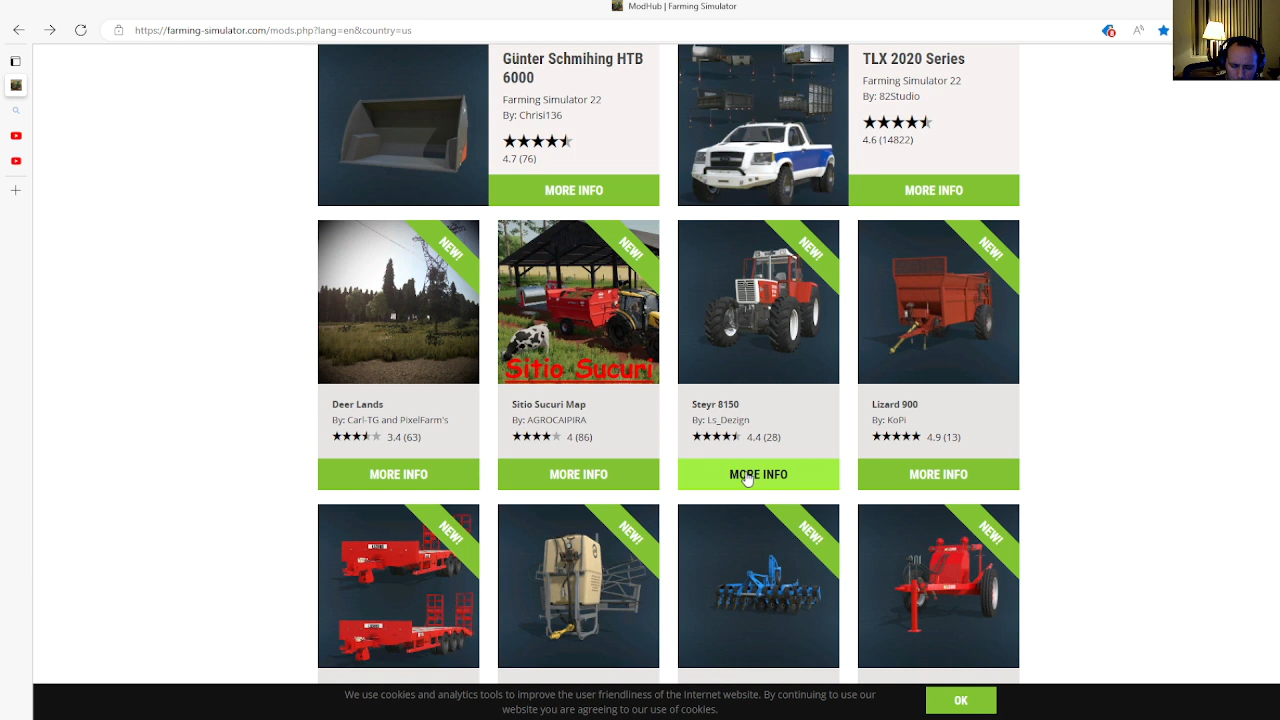 ModHub | Farming Simulator
https://farming-simulator.com/mods.php?lang=en&country=us
Günter Schmihing HTB
6000
Farming Simulator 22
By: Chrisi136
4.7 (76)
MORE INFO
TLX 2020 Series
Farming Simulator 22
By: 82Studio
4.6 (14822)
MORE INFO
NEW!
NEW!
NEW!
NEW!
Sitio Sucuri
Deer Lands
By: Carl-TG and PixelFarm's
3.4 (63)
MORE INFO
Sitio Sucuri Map
By: AGROCAIPIRA
4 (86)
MORE INFO
Steyr 8150
By: Ls_Dezign
4.4 (28)
MORE INFO
Lizard 900
By: KoPi
4.9 (13)
MORE INFO
NEW!
NEW!
NEW!
NEW!
We use cookies and analytics tools to improve the user friendliness of the Internet website. By continuing to use our
website you are agreeing to our use of cookies.
OK